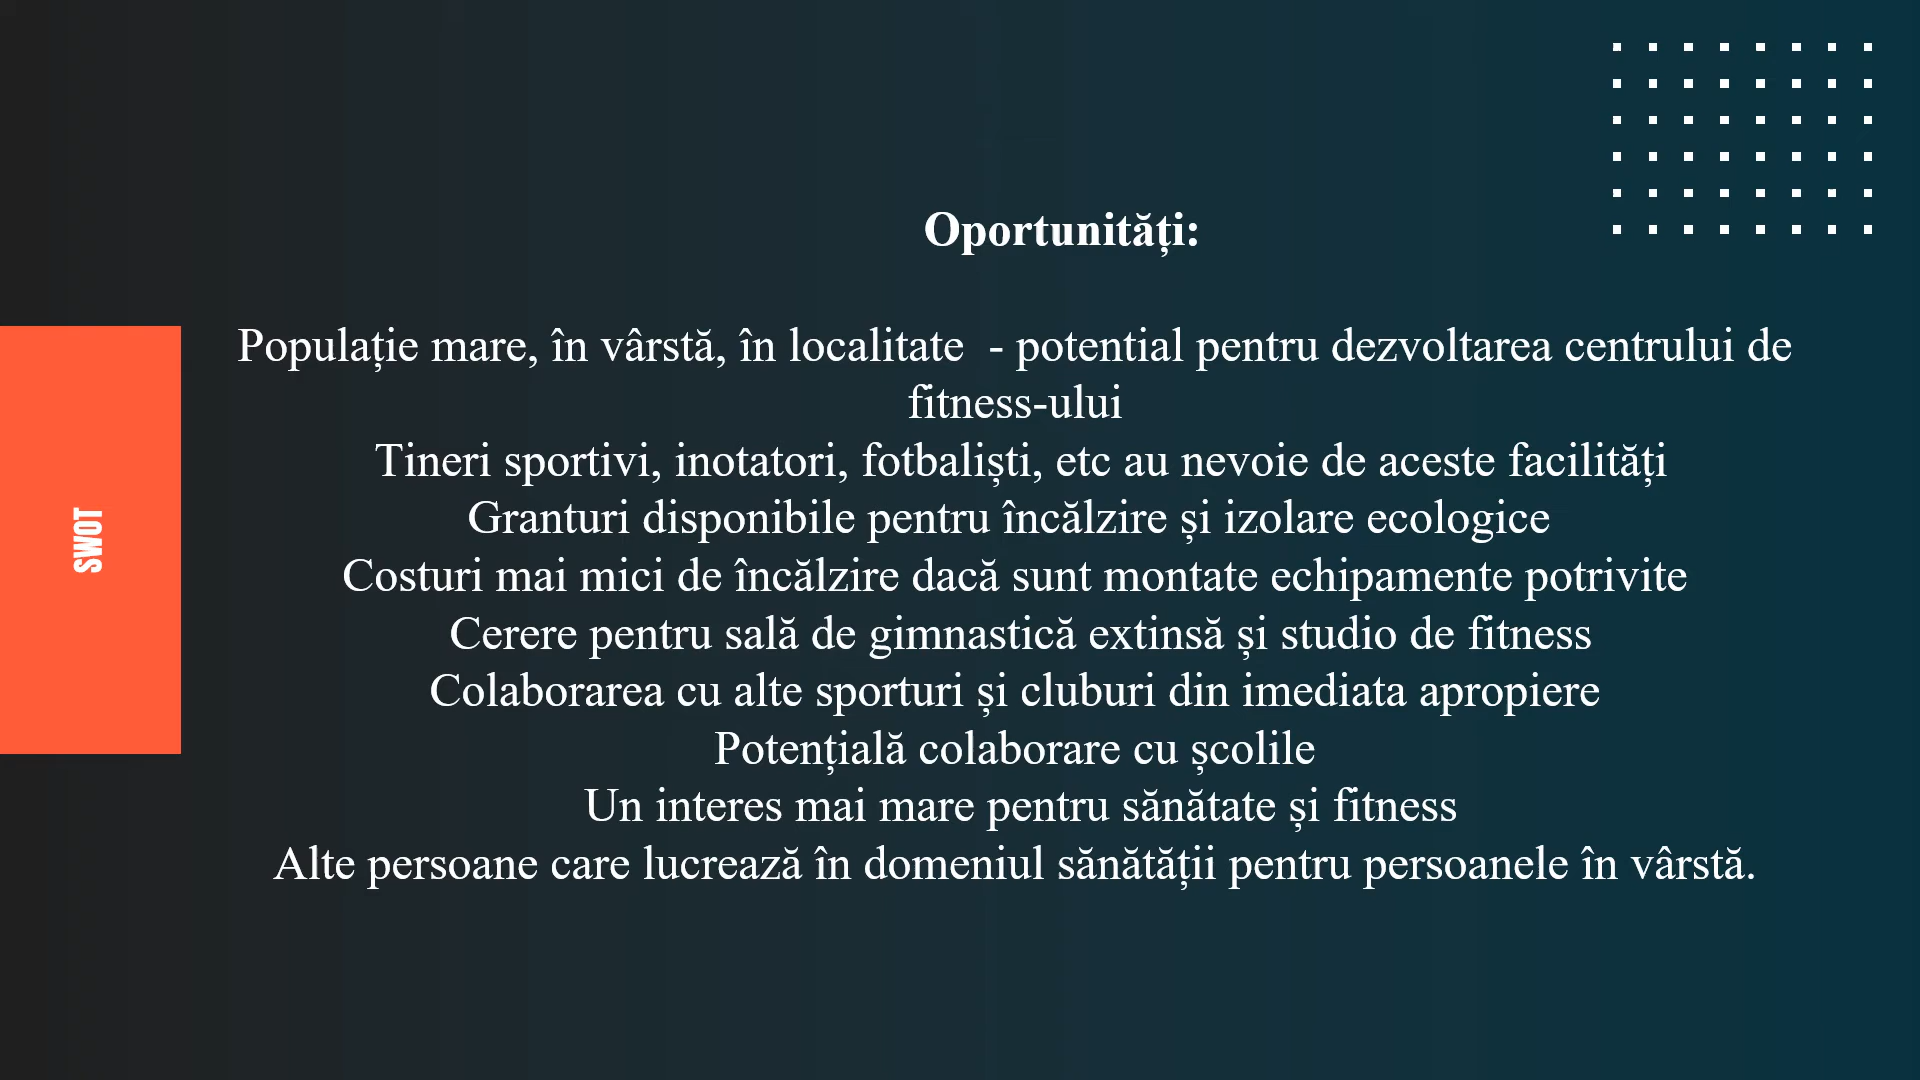 Oportunități:
Populație mare, în vârstă, în localitate  - potential pentru dezvoltarea centrului de
fitness-ului
Tineri sportivi, inotatori, fotbaliști, etc au nevoie de aceste facilități
Granturi disponibile pentru încălzire și izolare ecologice
Costuri mai mici de încălzire dacă sunt montate echipamente potrivite
Cerere pentru sală de gimnastică extinsă și studio de fitness
Colaborarea cu alte sporturi și cluburi din imediata apropiere
Potențială colaborare cu școlile
Un interes mai mare pentru sănătate și fitness
Alte persoane care lucrează în domeniul sănătății pentru persoanele în vârstă.
SWOT